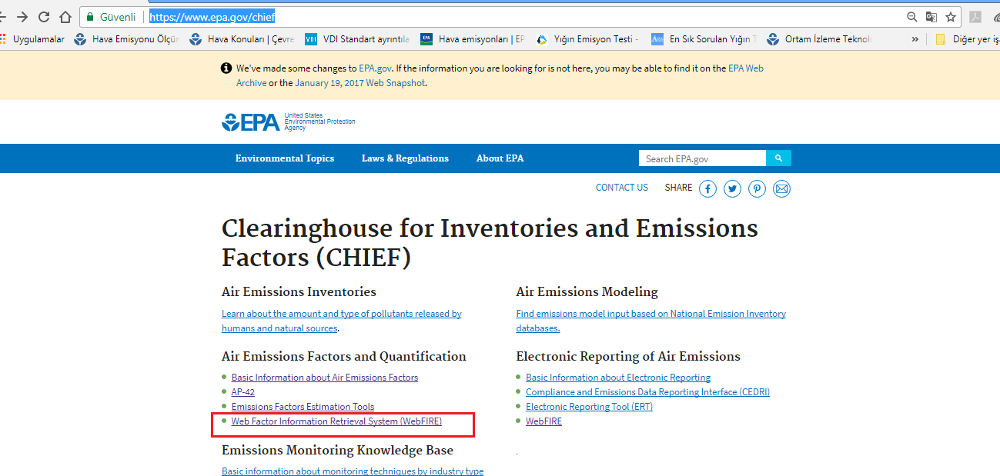 Güvenli
https://www.epa.gov/chief
Uygulamalar
Hava Emisyonu Ölçü
Hava Konuları | Çevre
VDI
VDI Standart ayrıntıla
EPA
Hava emisyonları | EP
Yığın Emisyon Testi -
En Sık Sorulan Yığın T
Ortam İzleme Teknolo
»
Diğer yer iş
We've made some changes to EPA.gov. If the information you are looking for is not here, you may be able to find it on the EPA Web
Archive or the January 19, 2017 Web Snapshot.
EPA
United States
Environmental Protection
Agency
Environmental Topics
Laws & Regulations
About EPA
Search EPA.gov
CONTACT US
SHARE
Clearinghouse for Inventories and Emissions
Factors (CHIEF)
Air Emissions Inventories
Learn about the amount and type of pollutants released by
humans and natural sources.
Air Emissions Modeling
Find emissions model input based on National Emission Inventory
databases.
Air Emissions Factors and Quantification
Basic Information about Air Emissions Factors
AP-42
Emissions Factors Estimation Tools
Web Factor Information Retrieval System (WebFIRE)
Electronic Reporting of Air Emissions
Basic Information about Electronic Reporting
Compliance and Emissions Data Reporting Interface (CEDRI)
Electronic Reporting Tool (ERT)
WebFIRE
Emissions Monitoring Knowledge Base
.
Basic information about monitoring techniques by industry type